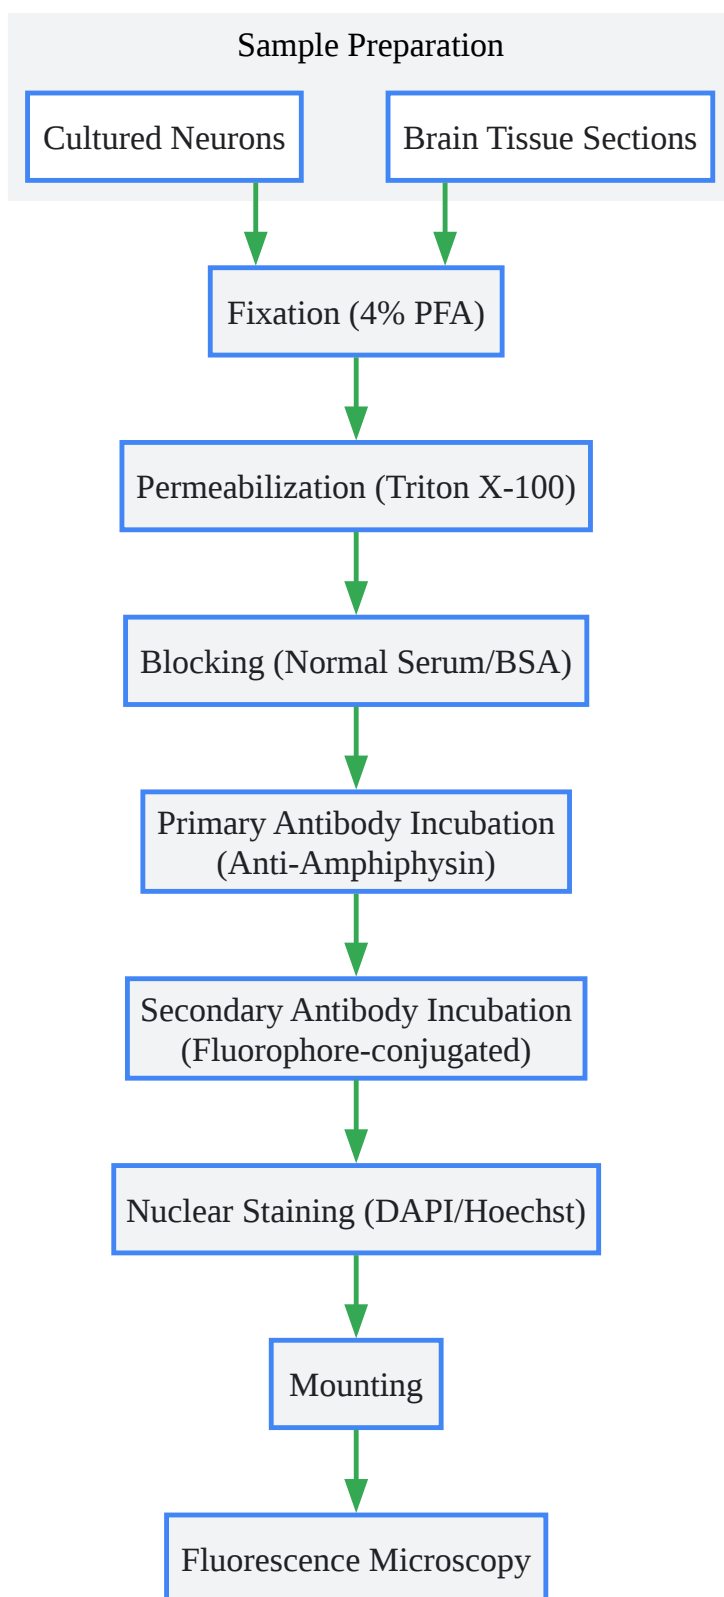 Sample Preparation
Cultured Neurons
Brain Tissue Sections
Fixation (4% PFA)
Permeabilization (Triton X-100)
Blocking (Normal Serum/BSA)
Primary Antibody Incubation
(Anti-Amphiphysin)
Secondary Antibody Incubation
(Fluorophore-conjugated)
Nuclear Staining (DAPI/Hoechst)
Mounting
Fluorescence Microscopy